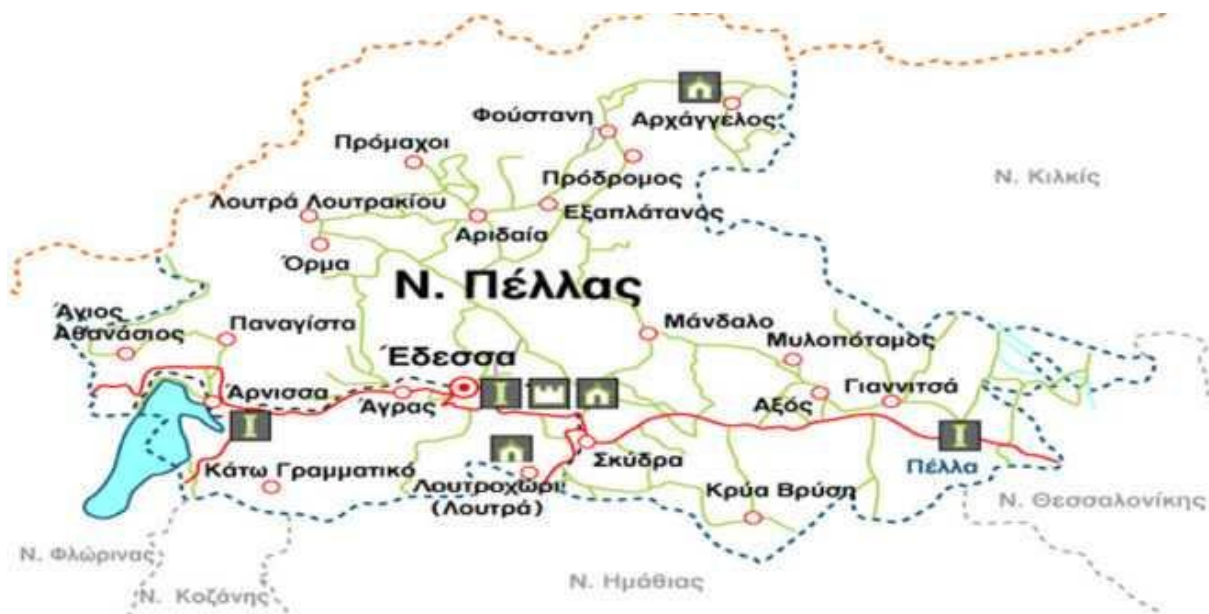 Φούστανη
Αρχάγγελος
Πρόμαχοι
Πρόδρομος
Ν. Κιλκίς
Λουτρά Λουτρακίου
Εξαπλάτανος
Αριδαία
Όρμα
Ν. Πέλλας
Άγιος
Αθανάσιος
Παναγίστα
Μάνδαλο
Μυλοπόταμος
Έδεσσα
Άρνισσα
Άγρας
Αξός
Γιαννιτσά
Σκύδρα
Πέλλα
Κάτω Γραμματικό
Λουτροχώρι
(Λουτρά)
Κρύα Βρύση
Ν. Θεσσαλονίκης
Ν. Φλώρινας
Ν. Κοζάνης
Ν. Ημάθιας